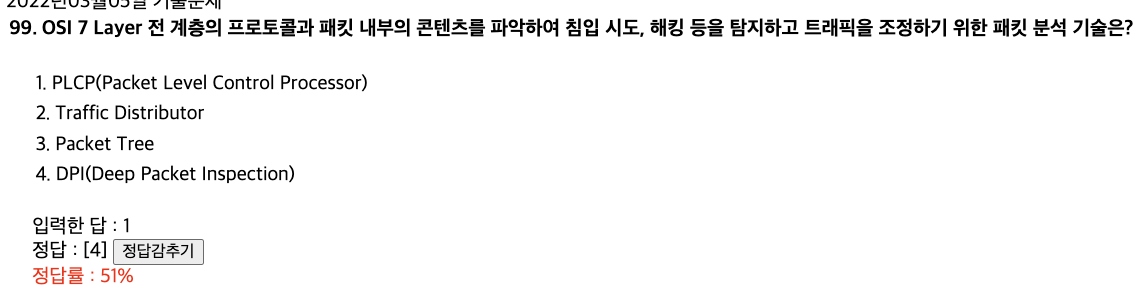 2022년03월05일 기출문제
99. OSI 7 Layer 전 계층의 프로토콜과 패킷 내부의 콘텐츠를 파악하여 침입 시도, 해킹 등을 탐지하고 트래픽을 조정하기 위한 패킷 분석 기술은?
1. PLCP(Packet Level Control Processor)
2. Traffic Distributor
3. Packet Tree
4. DPI(Deep Packet Inspection)
입력한 답 : 1
정답 : [4] 정답감추기
정답률 : 51%